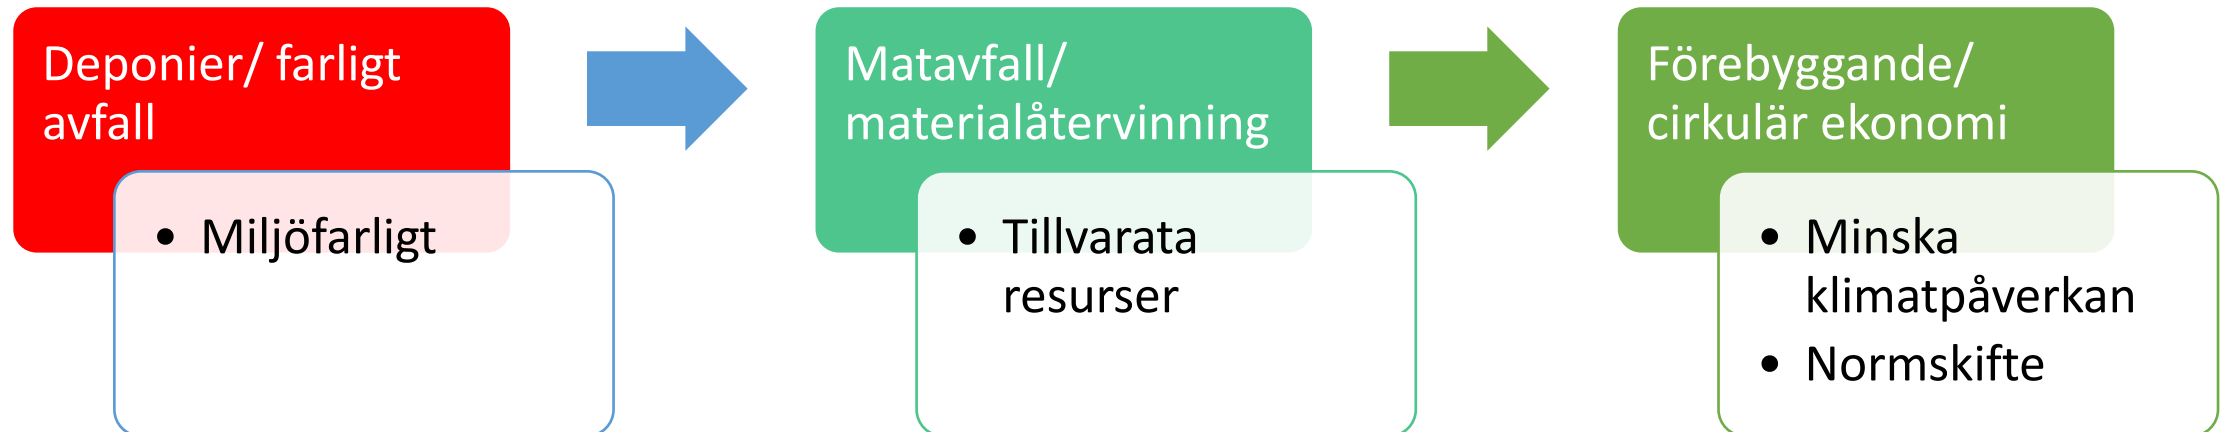 Deponier/ farligt
avfall
• Miljöfarligt
Matavfall/
materialåtervinning
• Tillvarata
resurser
Förebyggande/
cirkulär ekonomi
• Minska
klimatpåverkan
• Normskifte